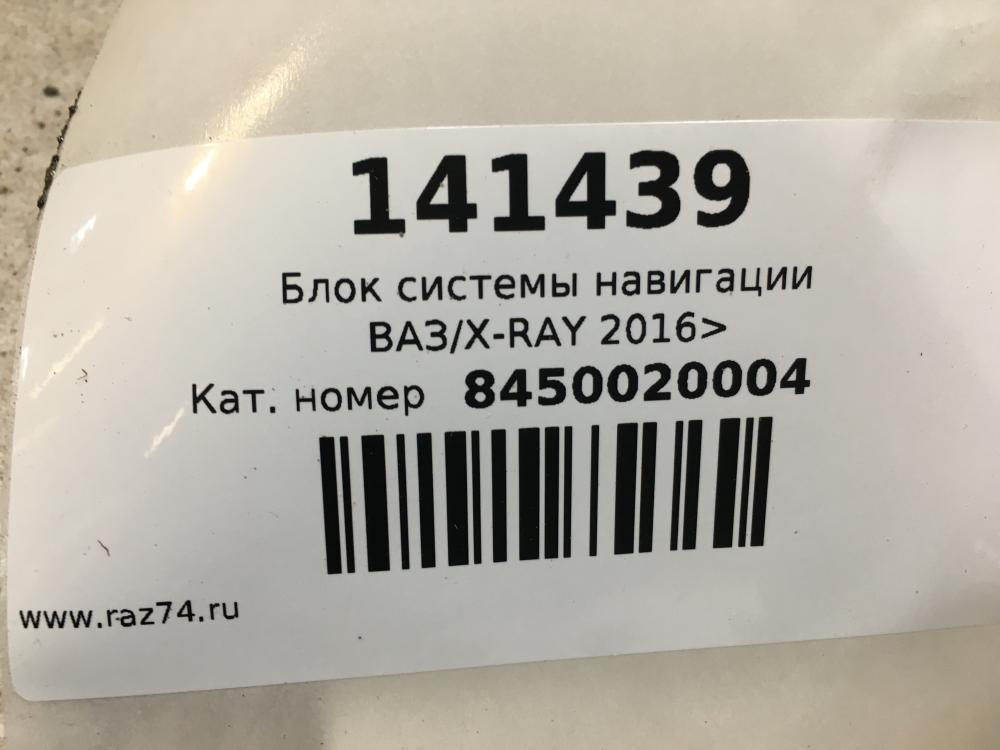 141439
Блок системы навигации
ВАЗ/X-RAY 2016>
Кат. номер 8450020004
www.raz74.ru